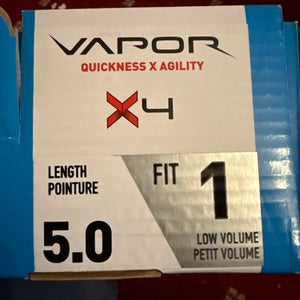 VAPOR
QUICKNESS X AGILITY
X4
LENGTH
POINTURE
5.0
FIT 1
LOW VOLUME
PETIT VOLUME